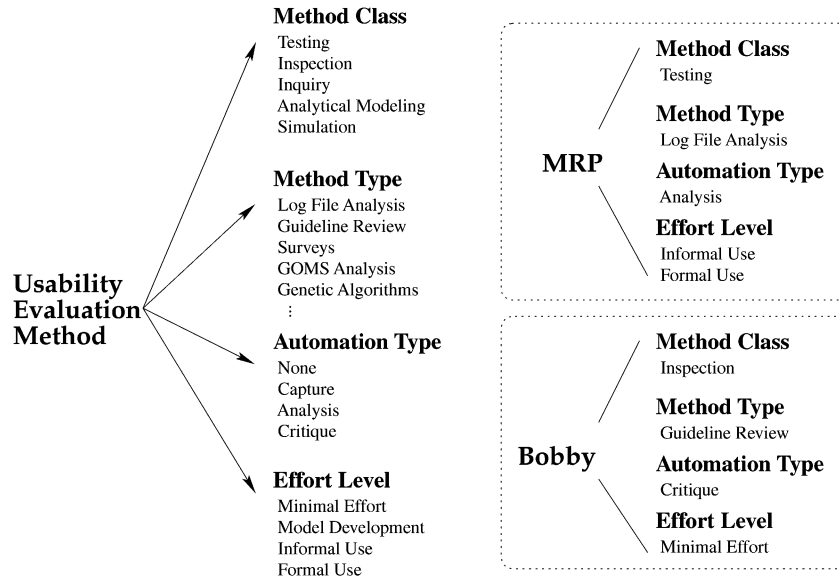 Usability
Evaluation
Method
Method Class
Testing
Inspection
Inquiry
Analytical Modeling
Simulation
Method Type
Log File Analysis
Guideline Review
Surveys
GOMS Analysis
Genetic Algorithms
⋮
Automation Type
None
Capture
Analysis
Critique
Effort Level
Minimal Effort
Model Development
Informal Use
Formal Use
MRP
Method Class
Testing
Method Type
Log File Analysis
Automation Type
Analysis
Effort Level
Informal Use
Formal Use
Bobby
Method Class
Inspection
Method Type
Guideline Review
Automation Type
Critique
Effort Level
Minimal Effort